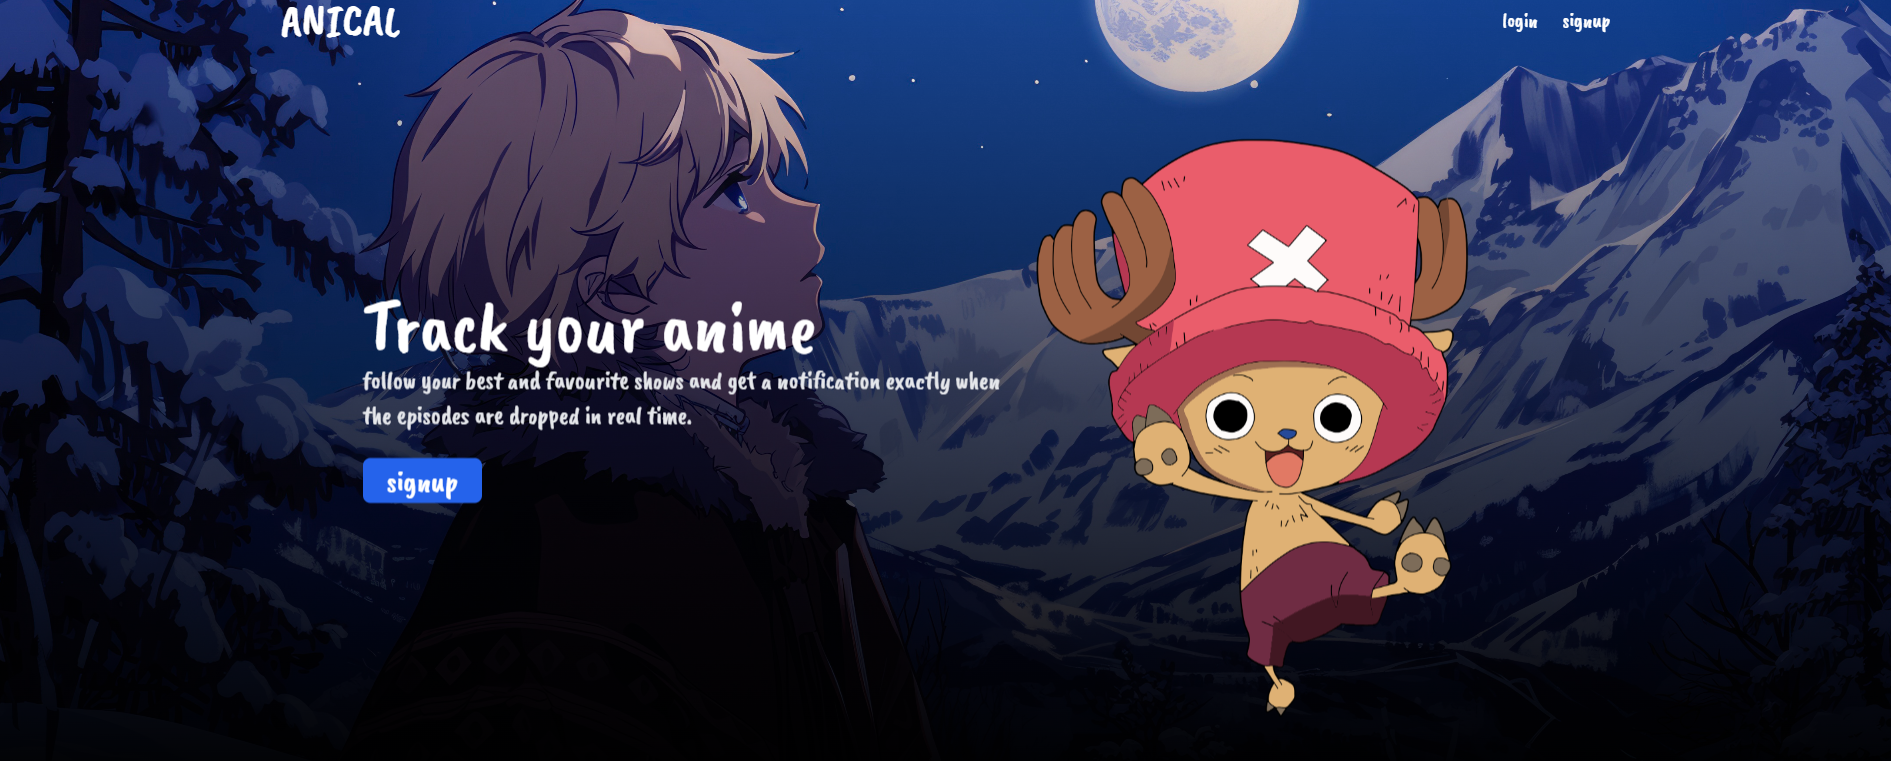 ANICAL
login signup
Track your anime
follow your best and favourite shows and get a notification exactly when
the episodes are dropped in real time.
signup